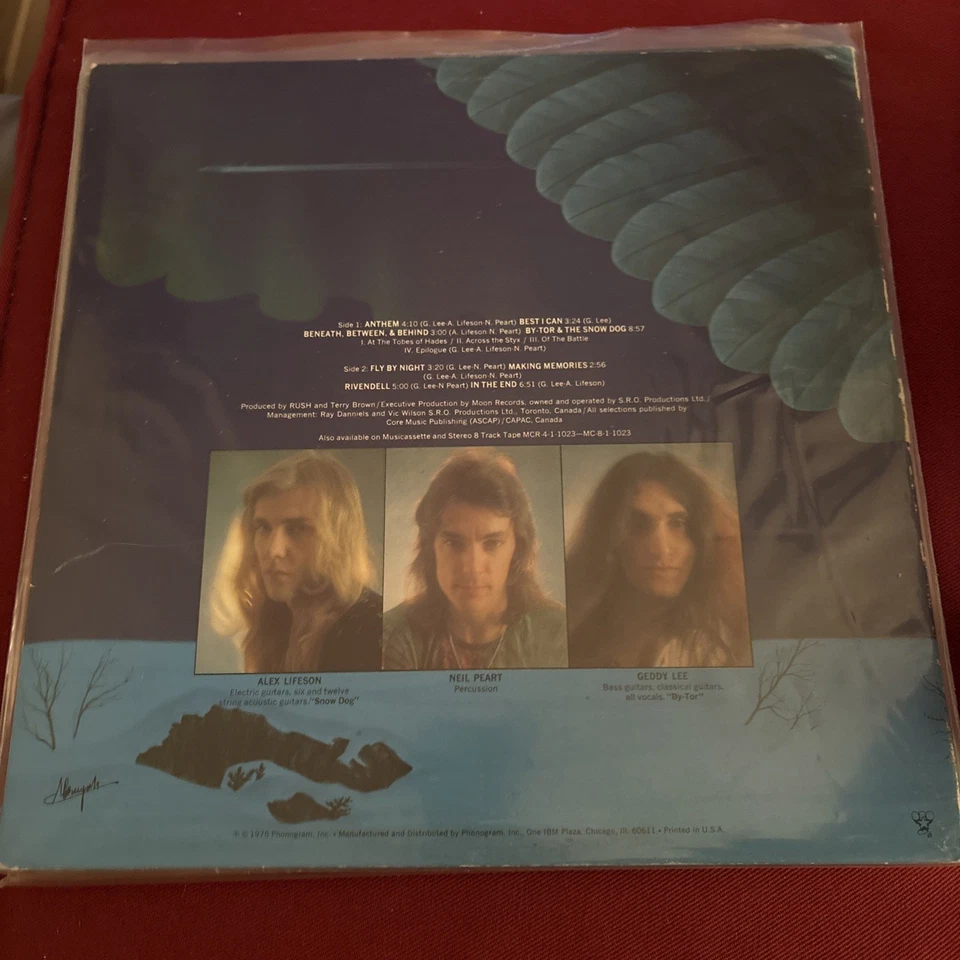 Side 1: ANTHEM 4:10 (G. Lee-A. Lifeson-N. Peart) BEST I CAN 3:24 (G. Lee)
BENEATH, BETWEEN, & BEHIND 3:00 (A. Lifeson-N. Peart) BY-TOR & THE SNOW DOG 8:57
I. At The Tobes of Hades / II. Across the Styx / III. Of The Battle
IV. Epilogue (G. Lee-A. Lifeson-N. Peart)
Side 2: FLY BY NIGHT 3:20 (G. Lee-N. Peart) MAKING MEMORIES 2:56
(G. Lee-A. Lifeson-N. Peart)
RIVENDELL 5:00 (G. Lee-N Peart) IN THE END 6:51 (G. Lee-A. Lifeson)
Produced by RUSH and Terry Brown/Executive Production by Moon Records, owned and operated by S.R.O. Productions Ltd./
Management: Ray Danniels and Vic Wilson S.R.O. Productions Ltd., Toronto, Canada/All selections published by
Core Music Publishing (ASCAP)/CAPAC, Canada
Also available on Musicassette and Stereo 8 Track Tape MCR-4-1-1023—MC-8-1-1023
ALEX LIFESON
Electric guitars, six and twelve
string acoustic guitars/"Snow Dog"
NEIL PEART
Percussion
GEDDY LEE
Bass guitars, classical guitars,
all vocals, "By-Tor"
℗ © 1975 Phonogram, Inc. • Manufactured and Distributed by Phonogram, Inc., One IBM Plaza, Chicago, Ill. 60611 • Printed in U.S.A.